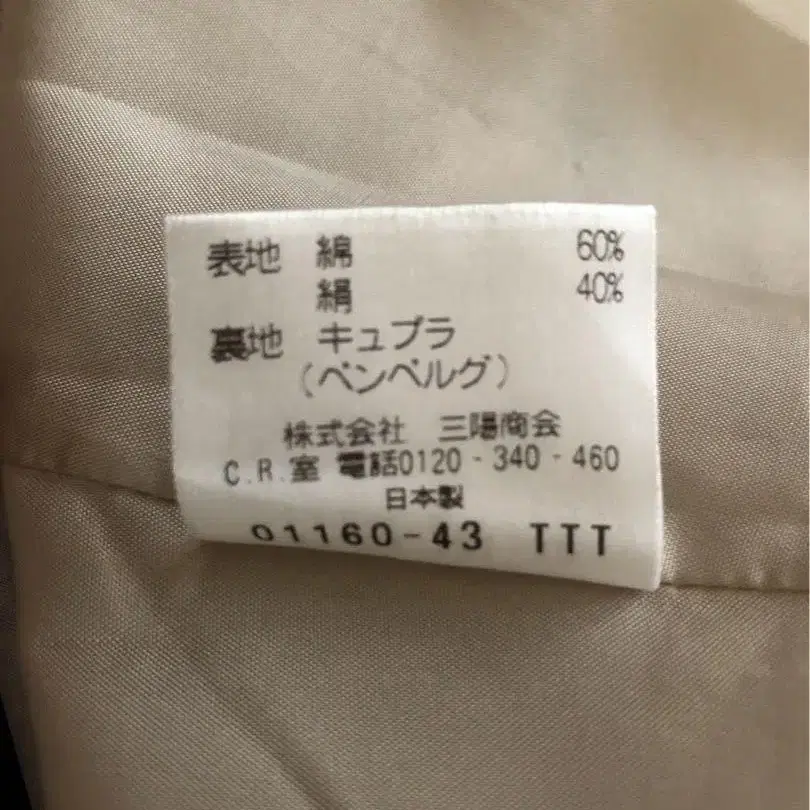 表地 綿 60%
絹 40%
裏地 キュプラ
(ベンベルグ)
株式会社 三陽商会
C.R.室 電話0120-340-460
日本製
01160-43 TTT